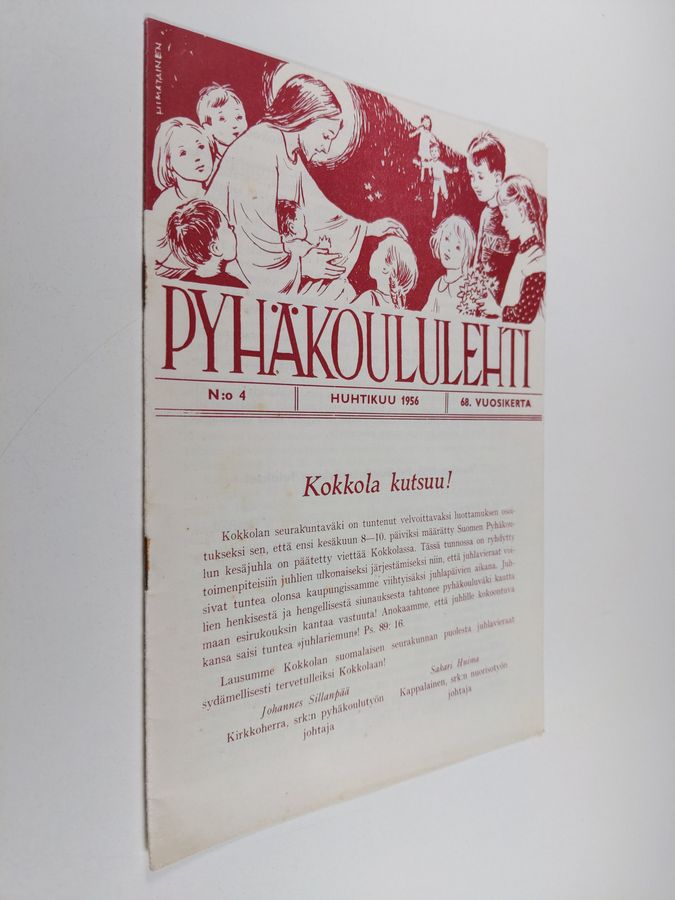 HIMATAINEN
PYHÄKOULULEHTI
N:o 4
HUHTIKUU 1956
68. VUOSIKERTA
Kokkola kutsuu!
Kokkolan seurakuntaväki on tuntenut velvoittavaksi luottamuksen osoi-
tukseksi sen, että ensi kesäkuun 8—10. päiviksi määrätty Suomen Pyhäkou-
lun kesäjuhla on päätetty viettää Kokkolassa. Tässä tunnossa on ryhdytty
toimenpiteisiin juhlien ulkonaiseksi järjestämiseksi niin, että juhlavieraat voi-
sivat tuntea olonsa kaupungissamme viihtyisäksi juhlapäivien aikana. Juh-
lien henkisestä ja hengellisestä siunauksesta tahtonee pyhäkouluväki kautta
maan esirukouksin kantaa vastuuta! Anokaamme, että juhlille kokoontuva
kansa saisi tuntea »juhlariemun»! Ps. 89: 16.
Lausumme Kokkolan suomalaisen seurakunnan puolesta juhlavieraat
sydämellisesti tervetulleiksi Kokkolaan!
Johannes Sillanpää
Kirkkoherra, srk:n pyhäkoulutyön
johtaja
Sakari Huima
Kappalainen, srk:n nuorisotyön
johtaja